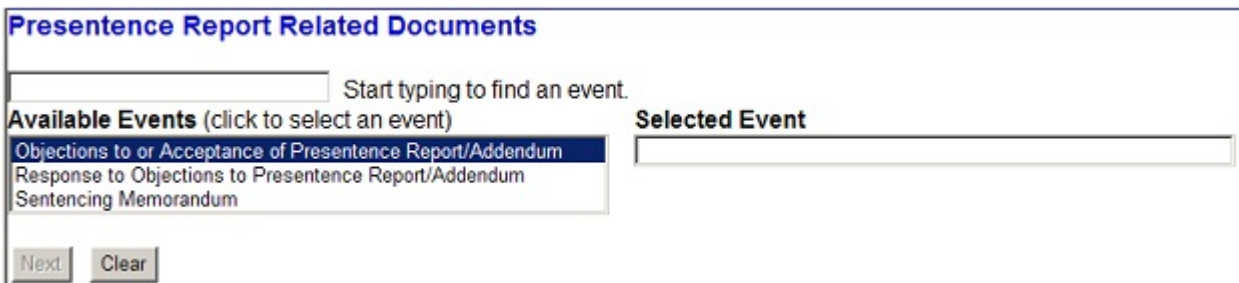 Presentence Report Related Documents
Start typing to find an event.
Available Events (click to select an event)
Selected Event
Objections to or Acceptance of Presentence Report/Addendum
Response to Objections to Presentence Report/Addendum
Sentencing Memorandum
Next Clear